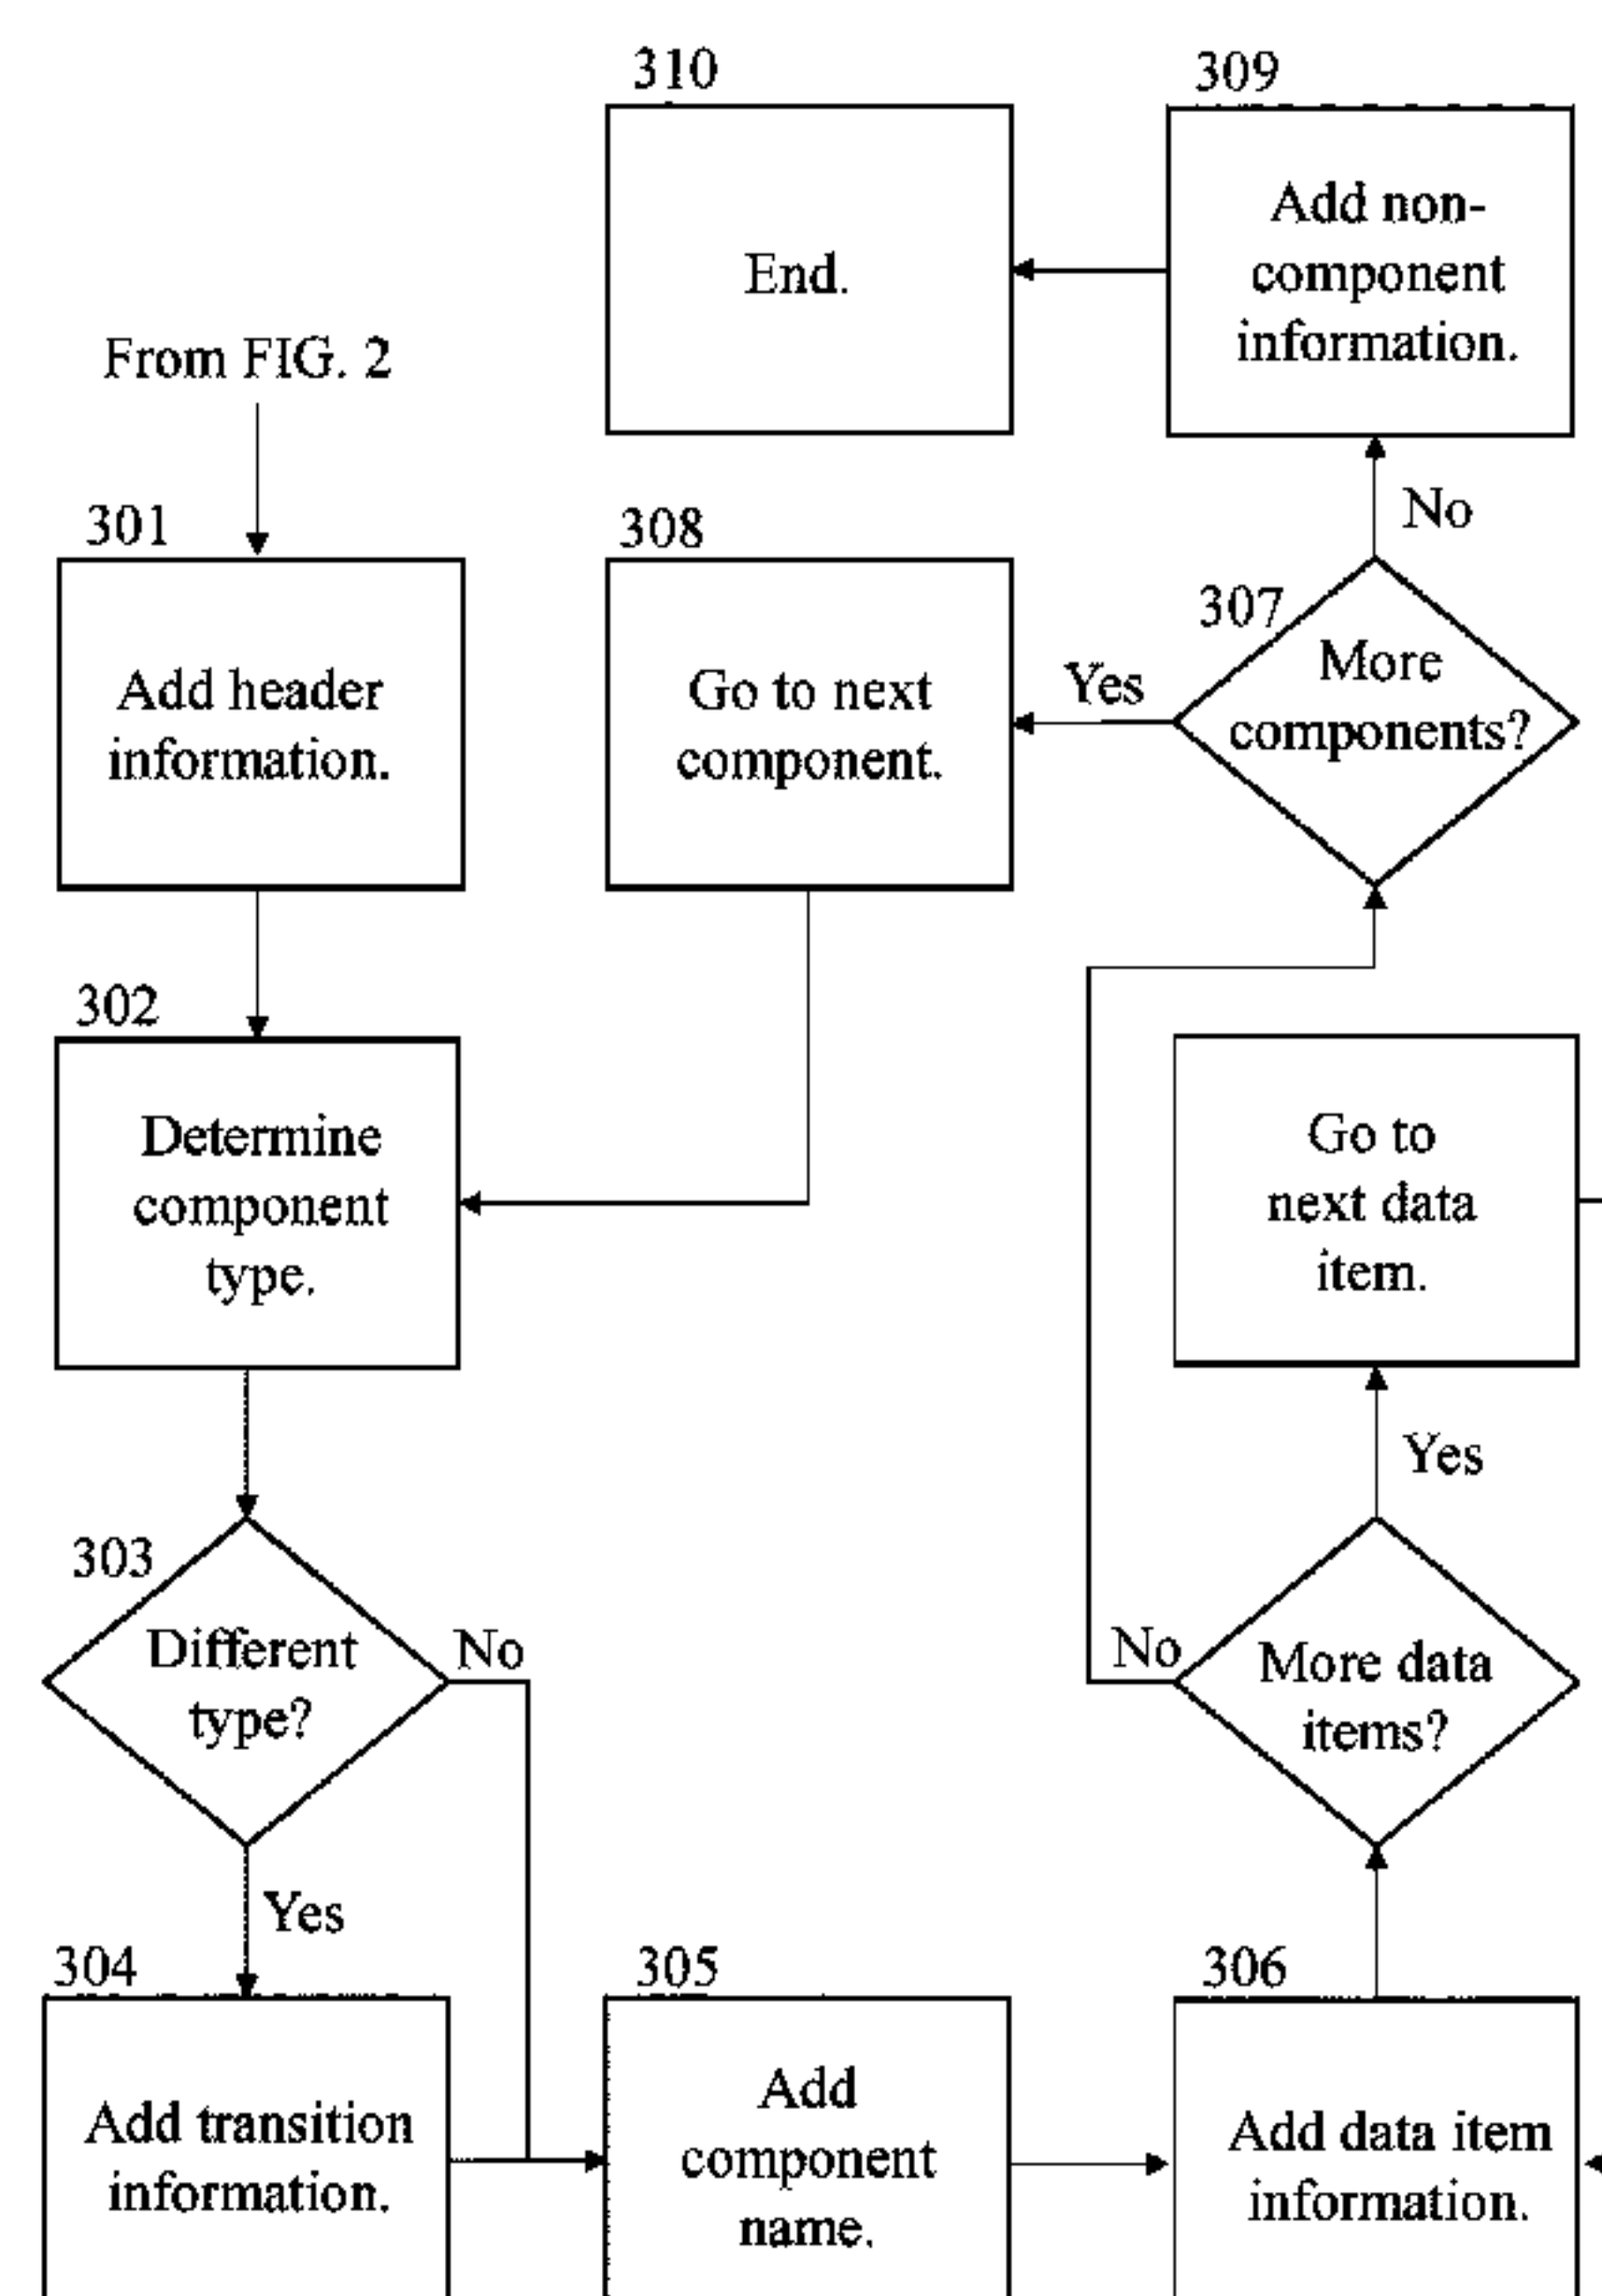 310
End.
309
Add non-
component
information.
From FIG. 2
301
Add header
information.
308
Go to next
component.
Yes
307
More
components?
No
302
Determine
component
type.
Go to
next data
item.
Yes
303
Different
type?
No
No
More data
items?
Yes
304
Add transition
information.
305
Add
component
name.
306
Add data item
information.